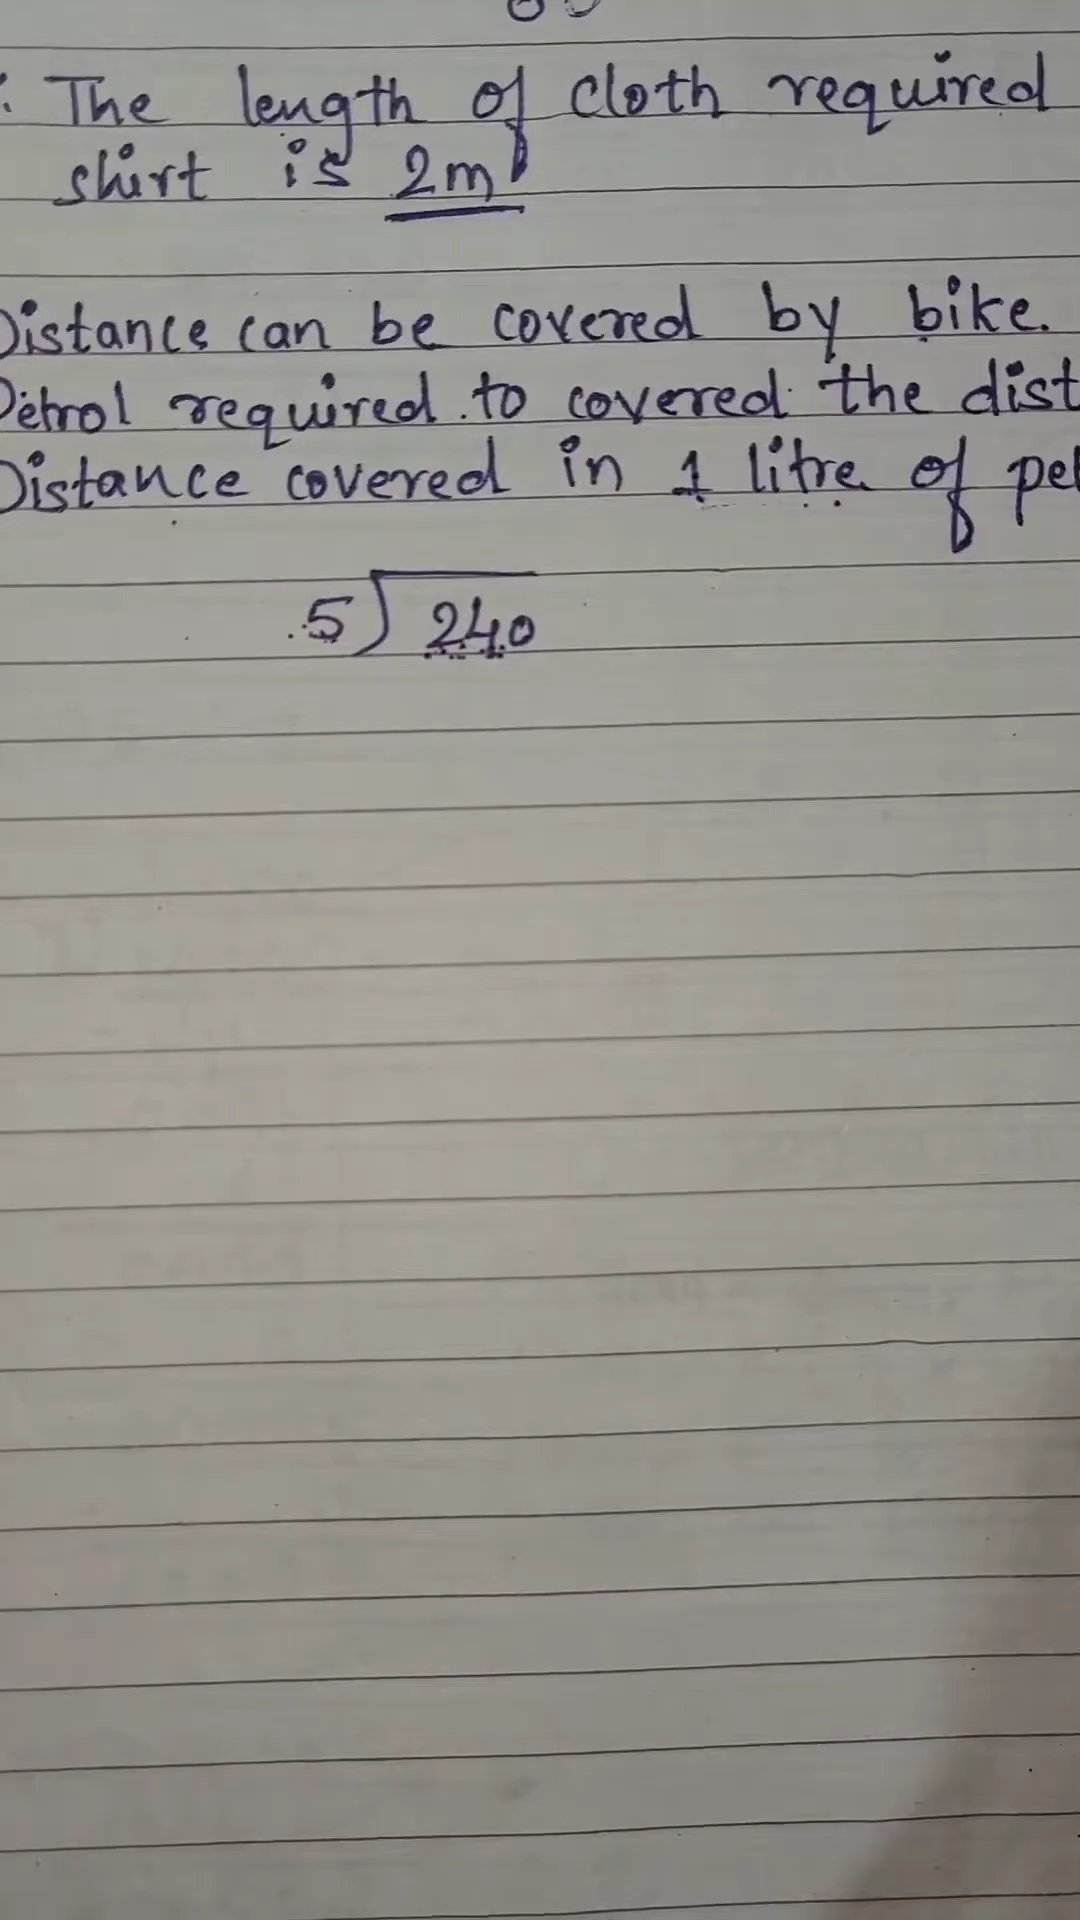 : The length of cloth required
shirt is 2m
Distance can be covered by bike.
Petrol required to covered the dist
Distance covered in 1 litre of pet
5)240